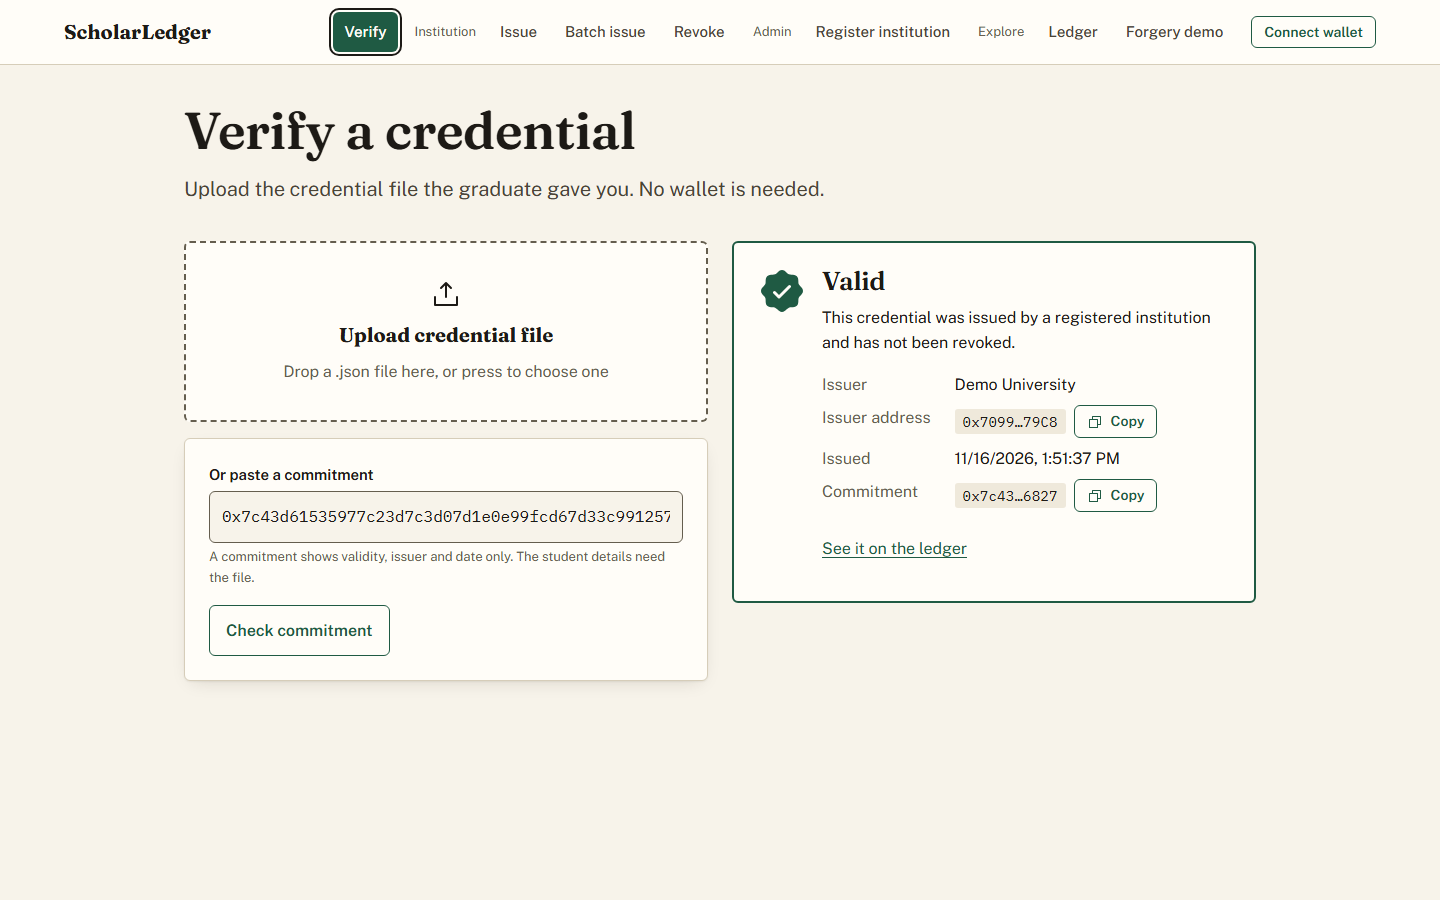 ScholarLedger
Verify
Institution
Issue
Batch issue
Revoke
Admin
Register institution
Explore
Ledger
Forgery demo
Connect wallet
Verify a credential
Upload the credential file the graduate gave you. No wallet is needed.
Upload credential file
Drop a .json file here, or press to choose one
Or paste a commitment
0x7c43d61535977c23d7c3d07d1e0e99fcd67d33c991257
A commitment shows validity, issuer and date only. The student details need
the file.
Check commitment
Valid
This credential was issued by a registered institution
and has not been revoked.
Issuer
Demo University
Issuer address
0x7099…79C8
Copy
Issued
11/16/2026, 1:51:37 PM
Commitment
0x7c43…6827
Copy
See it on the ledger